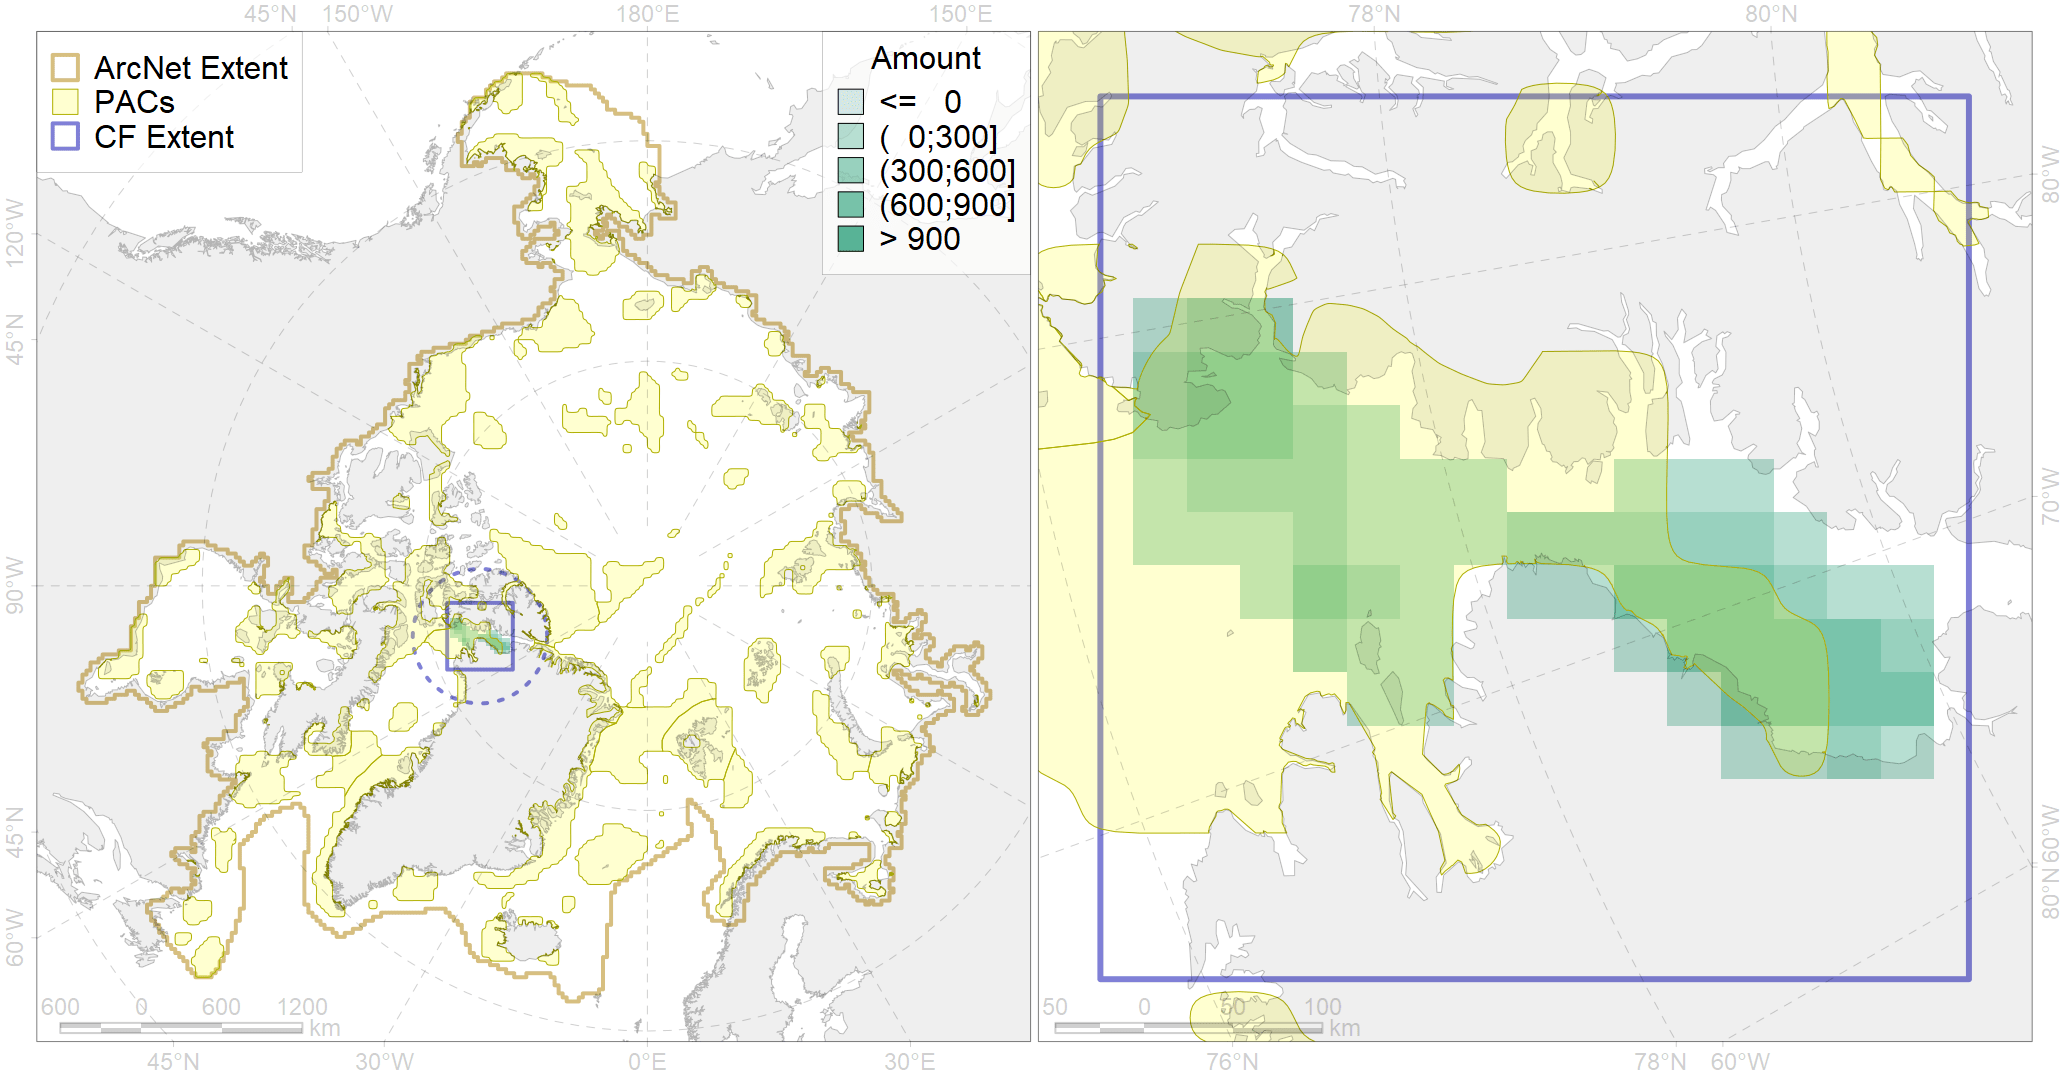 45°N 150°W 180°E 150°E 78°N 80°N
ArcNet Extent
PACs
CF Extent
Amount
<= 0
( 0;300]
(300;600]
(600;900]
> 900
120°W
45°N
90°W
45°N
60°W
80°W
70°W
60°W
80°N
600 0 600 1200
km
50 0 50 100
km
45°N 30°W 0°E 30°E 76°N 78°N 60°W